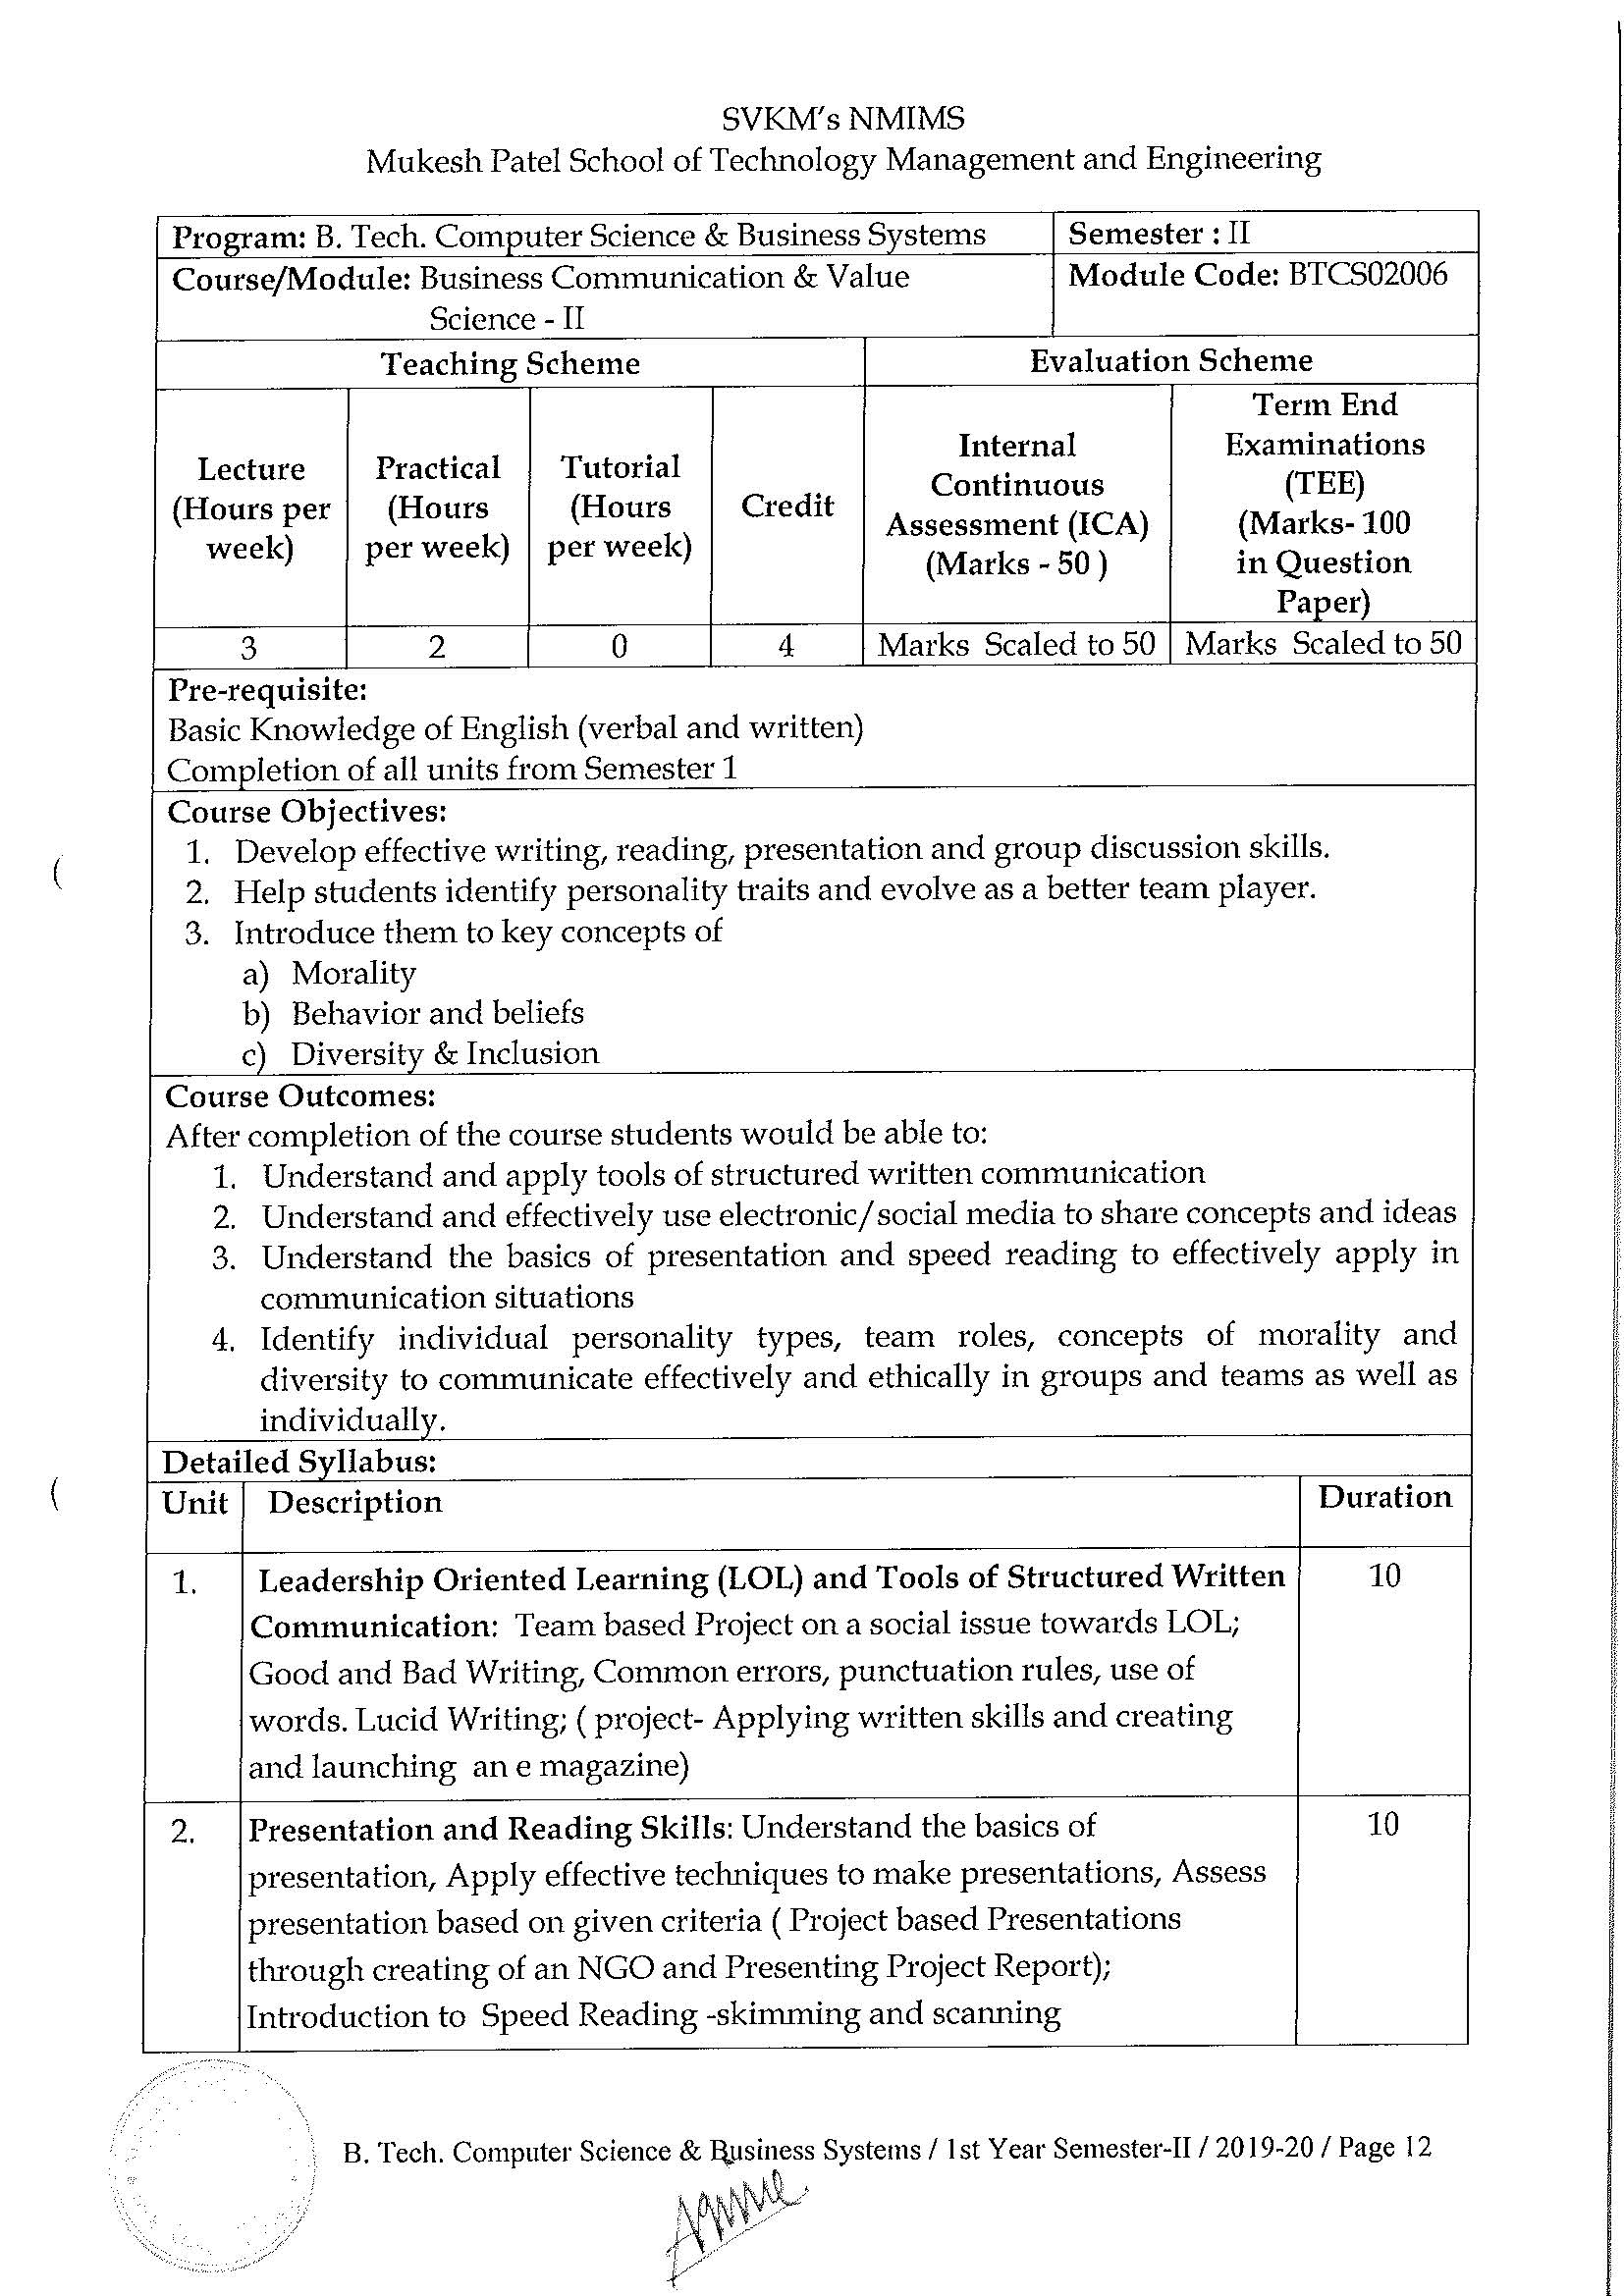 SVKM's NMIMS
Mukesh Patel School of Technology Management and Engineering
Program: B. Tech. Computer Science & Business Systems
Semester : II
Course/Module: Business Communication & Value
Science - II
Module Code: BTCS02006
Teaching Scheme
Evaluation Scheme
Lecture
(Hours per
week)
Practical
(Hours
per week)
Tutorial
(Hours
per week)
Credit
Internal
Continuous
Assessment (ICA)
(Marks - 50 )
Term End
Examinations
(TEE)
(Marks- 100
in Question
Paper)
3
2
0
4
Marks Scaled to 50
Marks Scaled to 50
Pre-requisite:
Basic Knowledge of English (verbal and written)
Completion of all units from Semester 1
Course Objectives:
1. Develop effective writing, reading, presentation and group discussion skills.
2. Help students identify personality traits and evolve as a better team player.
3. Introduce them to key concepts of
a) Morality
b) Behavior and beliefs
c) Diversity & Inclusion
Course Outcomes:
After completion of the course students would be able to:
1. Understand and apply tools of structured written communication
2. Understand and effectively use electronic/social media to share concepts and ideas
3. Understand the basics of presentation and speed reading to effectively apply in
communication situations
4. Identify individual personality types, team roles, concepts of morality and
diversity to communicate effectively and ethically in groups and teams as well as
individually.
Detailed Syllabus:
Unit
Description
Duration
1.
Leadership Oriented Learning (LOL) and Tools of Structured Written
Communication: Team based Project on a social issue towards LOL;
Good and Bad Writing, Common errors, punctuation rules, use of
words. Lucid Writing; ( project- Applying written skills and creating
and launching an e magazine)
10
2.
Presentation and Reading Skills: Understand the basics of
presentation, Apply effective techniques to make presentations, Assess
presentation based on given criteria ( Project based Presentations
through creating of an NGO and Presenting Project Report);
Introduction to Speed Reading -skimming and scanning
10
B. Tech. Computer Science & Business Systems / 1st Year Semester-II / 2019-20 / Page 12